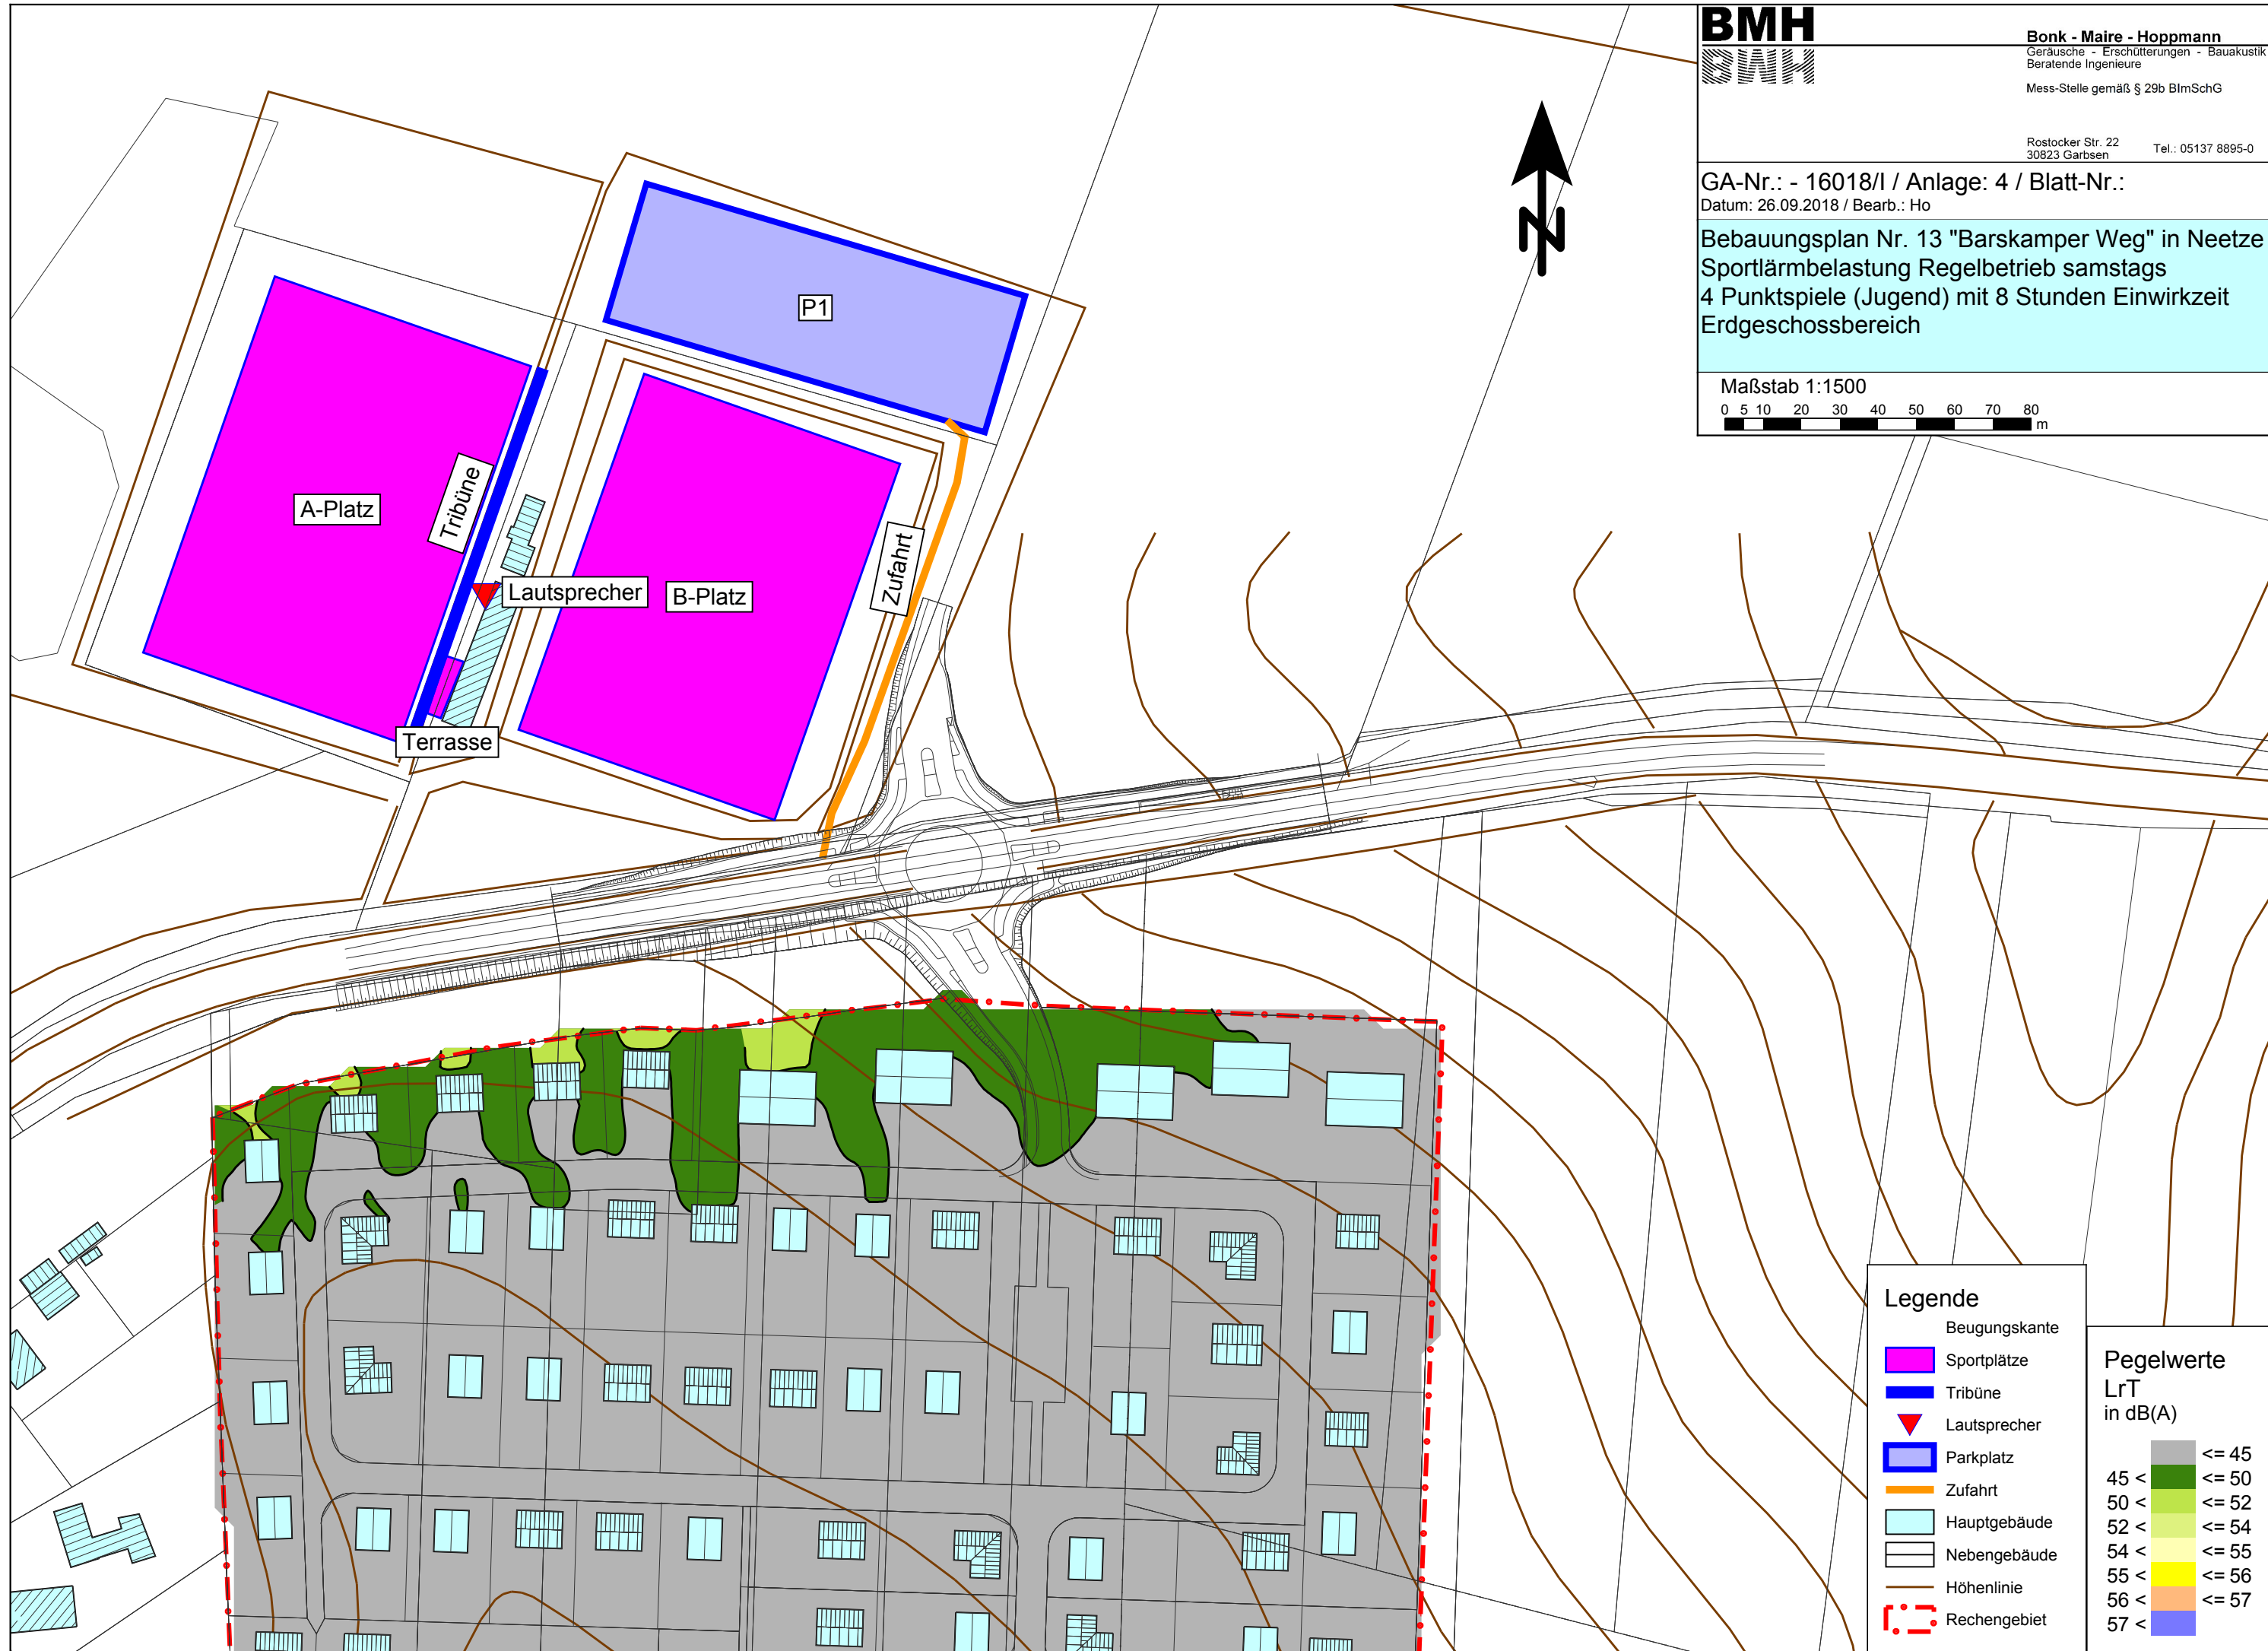 BMH
BMH
Bonk - Maire - Hoppmann
Geräusche - Erschütterungen - Bauakustik
Beratende Ingenieure
Mess-Stelle gemäß § 29b BImSchG
Rostocker Str. 22
30823 Garbsen
Tel.: 05137 8895-0
GA-Nr.: - 16018/I / Anlage: 4 / Blatt-Nr.:
Datum: 26.09.2018 / Bearb.: Ho
Bebauungsplan Nr. 13 "Barskamper Weg" in Neetze
Sportlärmbelastung Regelbetrieb samstags
4 Punktspiele (Jugend) mit 8 Stunden Einwirkzeit
Erdgeschossbereich
Maßstab 1:1500
0 5 10 20 30 40 50 60 70 80
m
N
P1
A-Platz
Tribüne
Lautsprecher
B-Platz
Zufahrt
Terrasse
Legende
Beugungskante
Sportplätze
Tribüne
Lautsprecher
Parkplatz
Zufahrt
Hauptgebäude
Nebengebäude
Höhenlinie
Rechengebiet
Pegelwerte
LrT
in dB(A)
<= 45
45 < <= 50
50 < <= 52
52 < <= 54
54 < <= 55
55 < <= 56
56 < <= 57
57 <